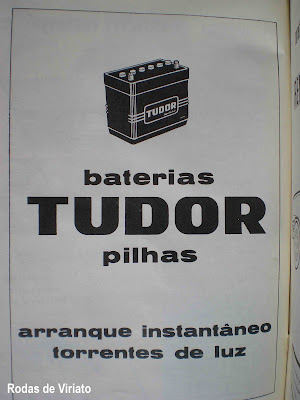 TUDOR
baterias
TUDOR
pilhas
arranque instantâneo
torrentes de luz
Rodas de Viriato